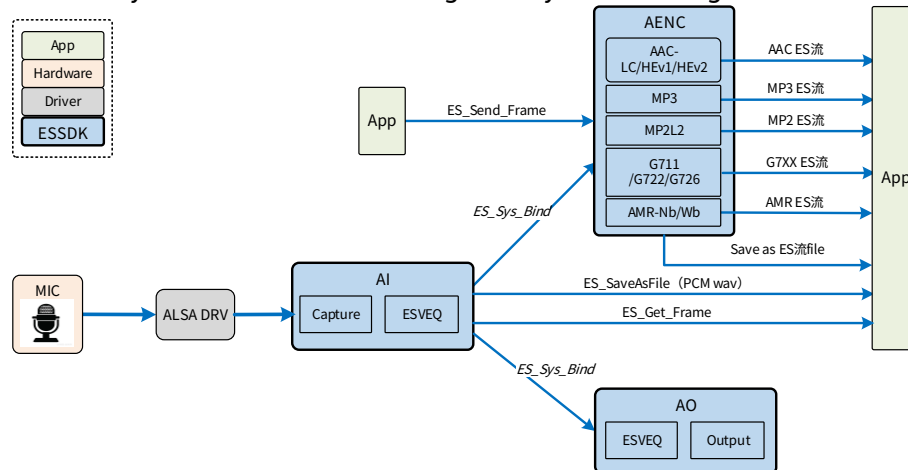 App
Hardware
Driver
ESSDK
App
ES_Send_Frame
AENC
AAC-
LC/HEv1/HEv2
MP3
MP2L2
G711
/G722/G726
AMR-Nb/Wb
AAC ES流
MP3 ES流
MP2 ES流
G7XX ES流
AMR ES流
Save as ES流file
App
ES_Sys_Bind
MIC
ALSA DRV
AI
Capture
ESVEQ
ES_SaveAsFile（PCM wav）
ES_Get_Frame
ES_Sys_Bind
AO
ESVEQ
Output